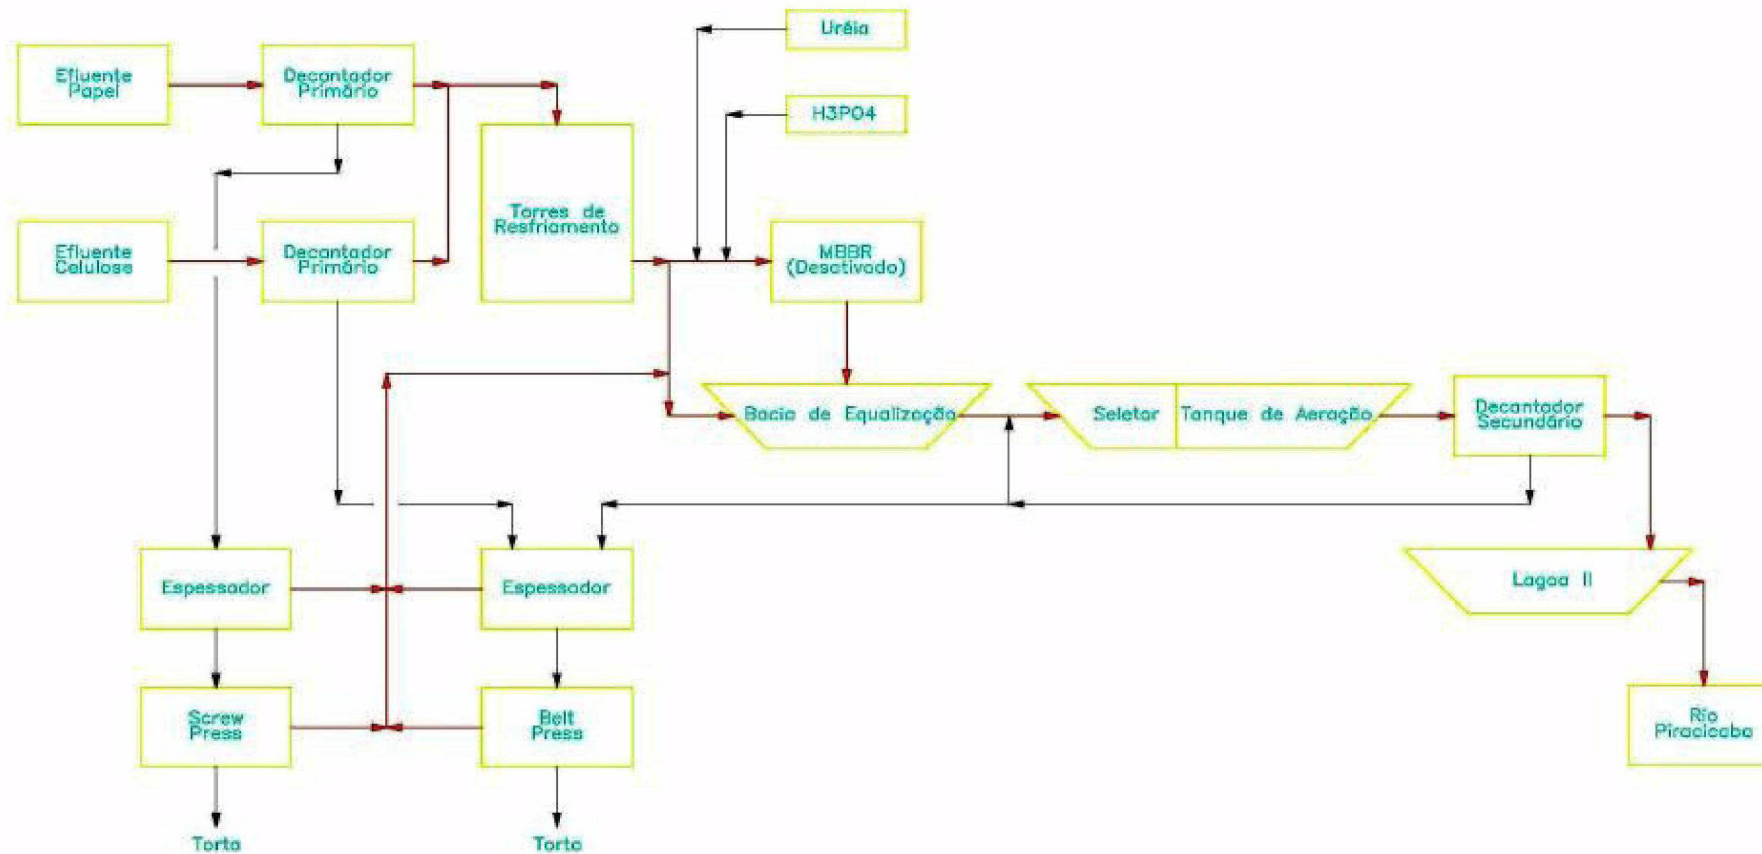 Uréia
Efluente
Papel
Decantador
Primário
H3PO4
Torres de
Resfriamento
Efluente
Celulose
Decantador
Primário
MBBR
(Desativado)
Bacia de Equalização
Seletor
Tanque de Aeração
Decantador
Secundário
Espessador
Espessador
Lagoa II
Screw
Press
Belt
Press
Rio
Piracicaba
Torta
Torta